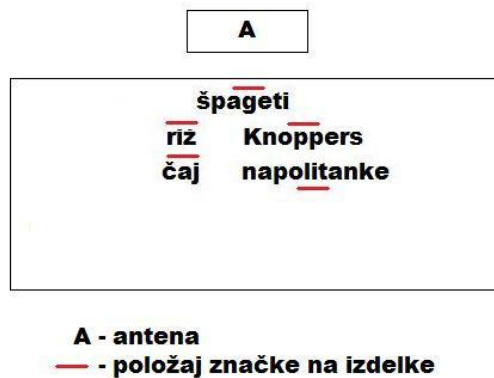 A
špageti
riž Knoppers
čaj napolitanke
A - antena
- položaj značke na izdelke